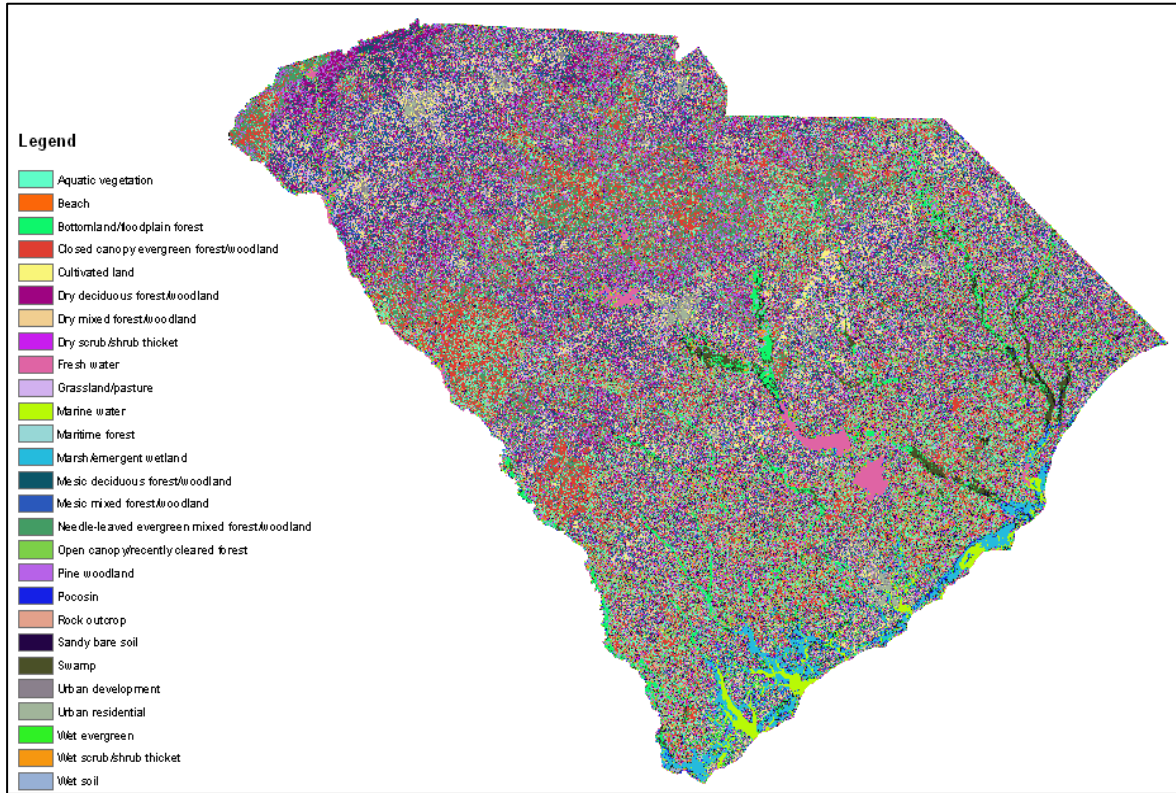 Legend
Aquatic vegetation
Beach
Bottomland/floodplain forest
Closed canopy evergreen forest/woodland
Cultivated land
Dry deciduous forest/woodland
Dry mixed forest/woodland
Dry scrub/shrub thicket
Fresh water
Grassland/pasture
Marine water
Maritime forest
Marsh/emergent wetland
Mesic deciduous forest/woodland
Mesic mixed forest/woodland
Needle-leaved evergreen mixed forest/woodland
Open canopy/recently cleared forest
Pine woodland
Pocosin
Rock outcrop
Sandy bare soil
Swamp
Urban development
Urban residential
Wet evergreen
Wet scrub/shrub thicket
Wet soil